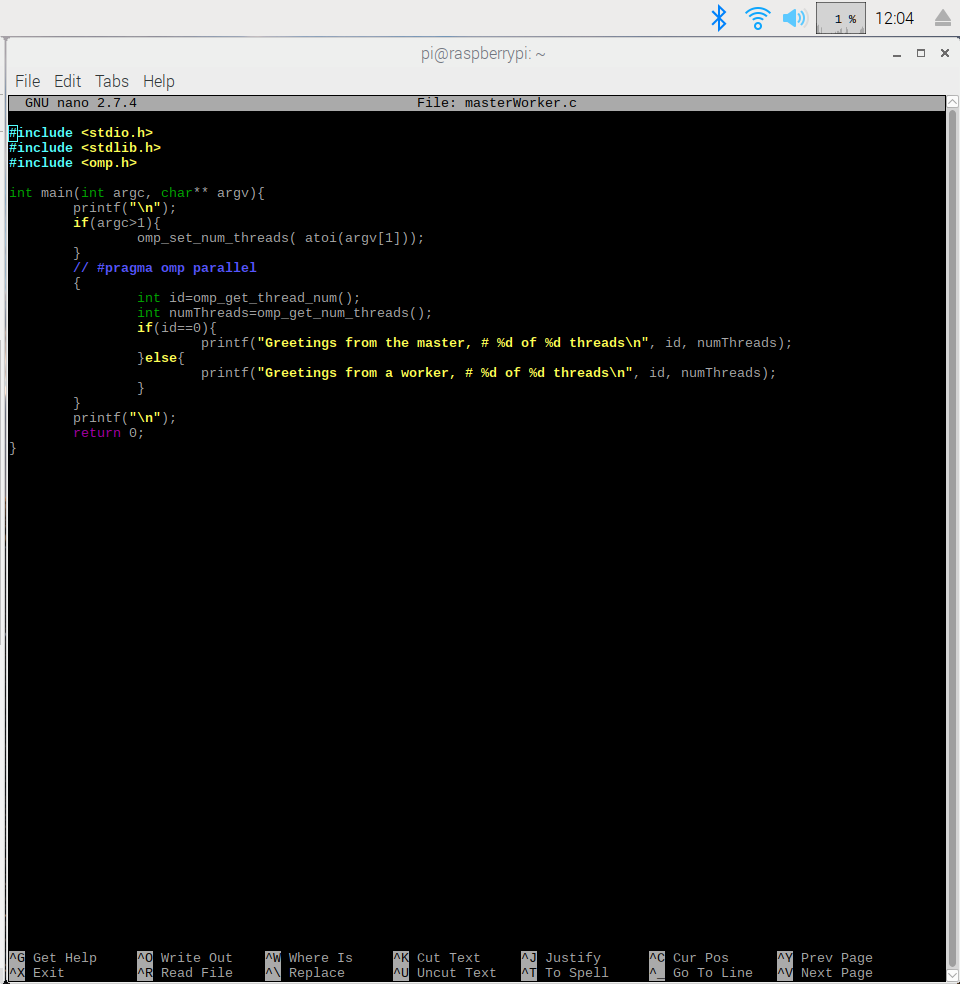 1 % 12:04
pi@raspberrypi: ~
File Edit Tabs Help
GNU nano 2.7.4 File: masterWorker.c
#include <stdio.h>
#include <stdlib.h>
#include <omp.h>
int main(int argc, char** argv){
printf("\n");
if(argc>1){
omp_set_num_threads( atoi(argv[1]));
}
// #pragma omp parallel
{
int id=omp_get_thread_num();
int numThreads=omp_get_num_threads();
if(id==0){
printf("Greetings from the master, # %d of %d threads\n", id, numThreads);
}else{
printf("Greetings from a worker, # %d of %d threads\n", id, numThreads);
}
}
printf("\n");
return 0;
}
^G Get Help ^O Write Out ^W Where Is ^K Cut Text ^J Justify ^C Cur Pos ^Y Prev Page
^X Exit ^R Read File ^\ Replace ^U Uncut Text ^T To Spell ^_ Go To Line ^V Next Page